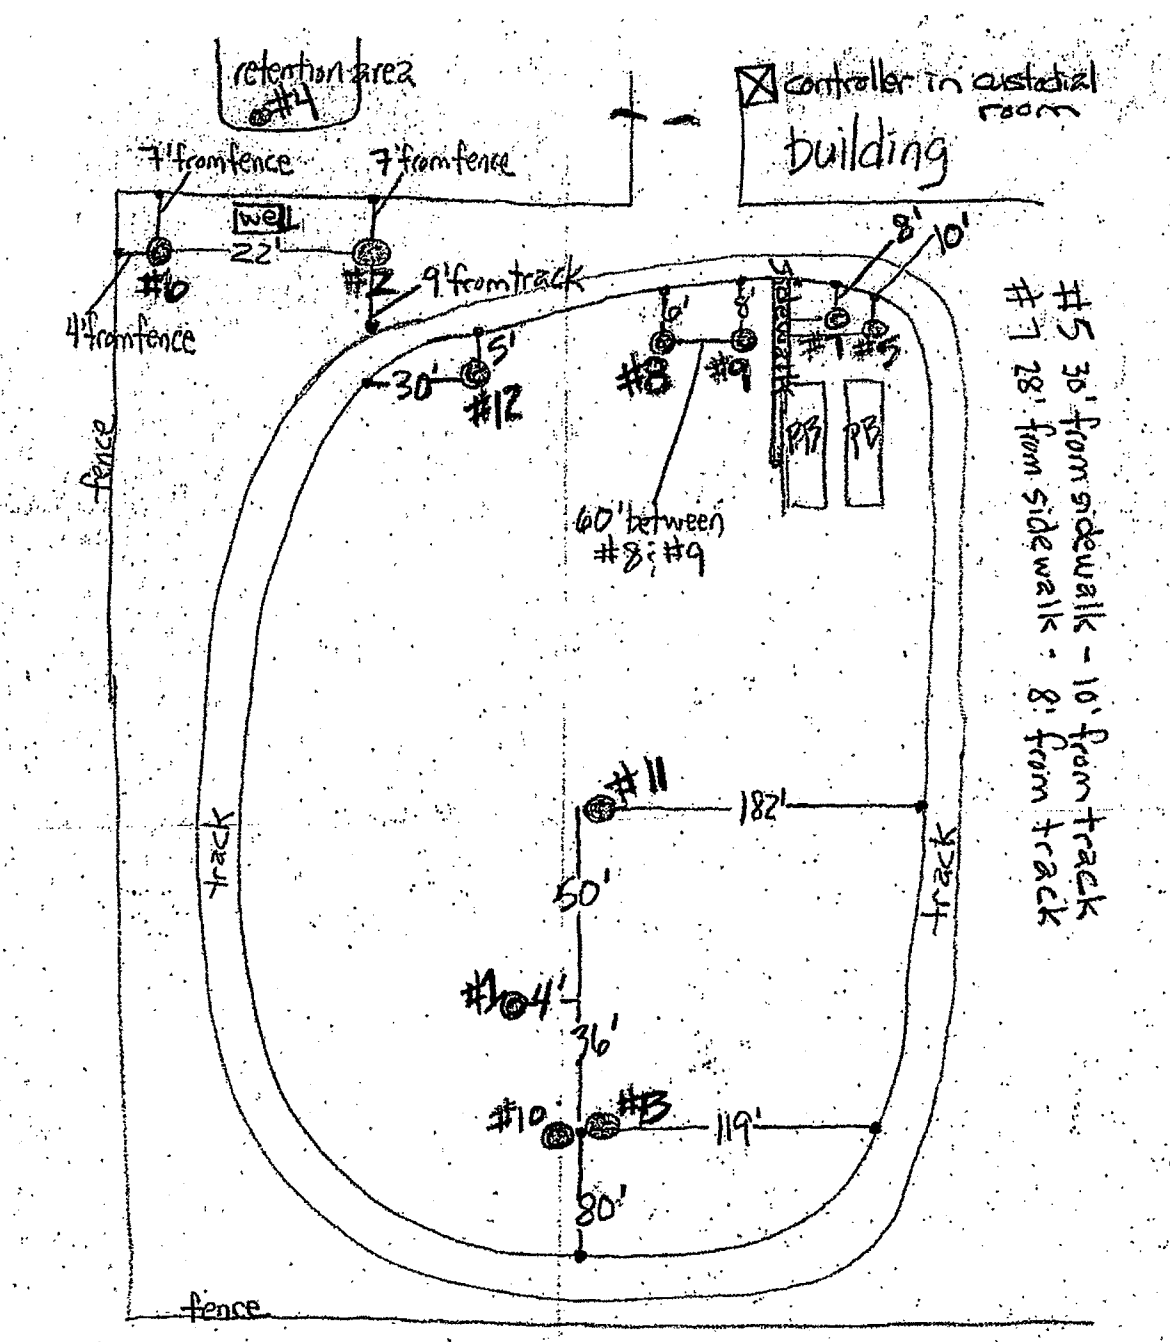 retention area
#4
controller in custodial
room
building
7' from fence
7' from fence
well
22'
#6
#2
9' from track
4' from fence
8'
10'
sidewalk
6'
8'
#8
#9
#7
#5
5'
30'
#12
PB
PB
60' between
#8 & #9
#5 30' from sidewalk - 10' from track
#7 28' from sidewalk - 8' from track
fence
track
track
#11
182'
50'
#1
4'
36'
#10
#13
119'
80'
fence